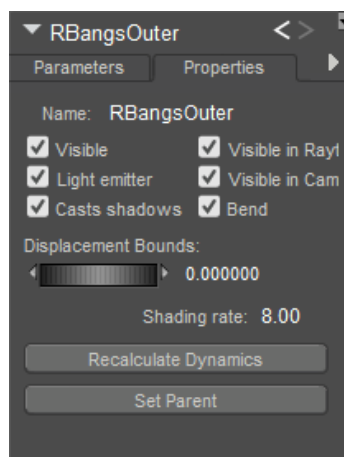 RBangsOuter
Parameters Properties
Name: RBangsOuter
Visible Visible in Rayt
Light emitter Visible in Cam
Casts shadows Bend
Displacement Bounds:
0.000000
Shading rate: 8.00
Recalculate Dynamics
Set Parent